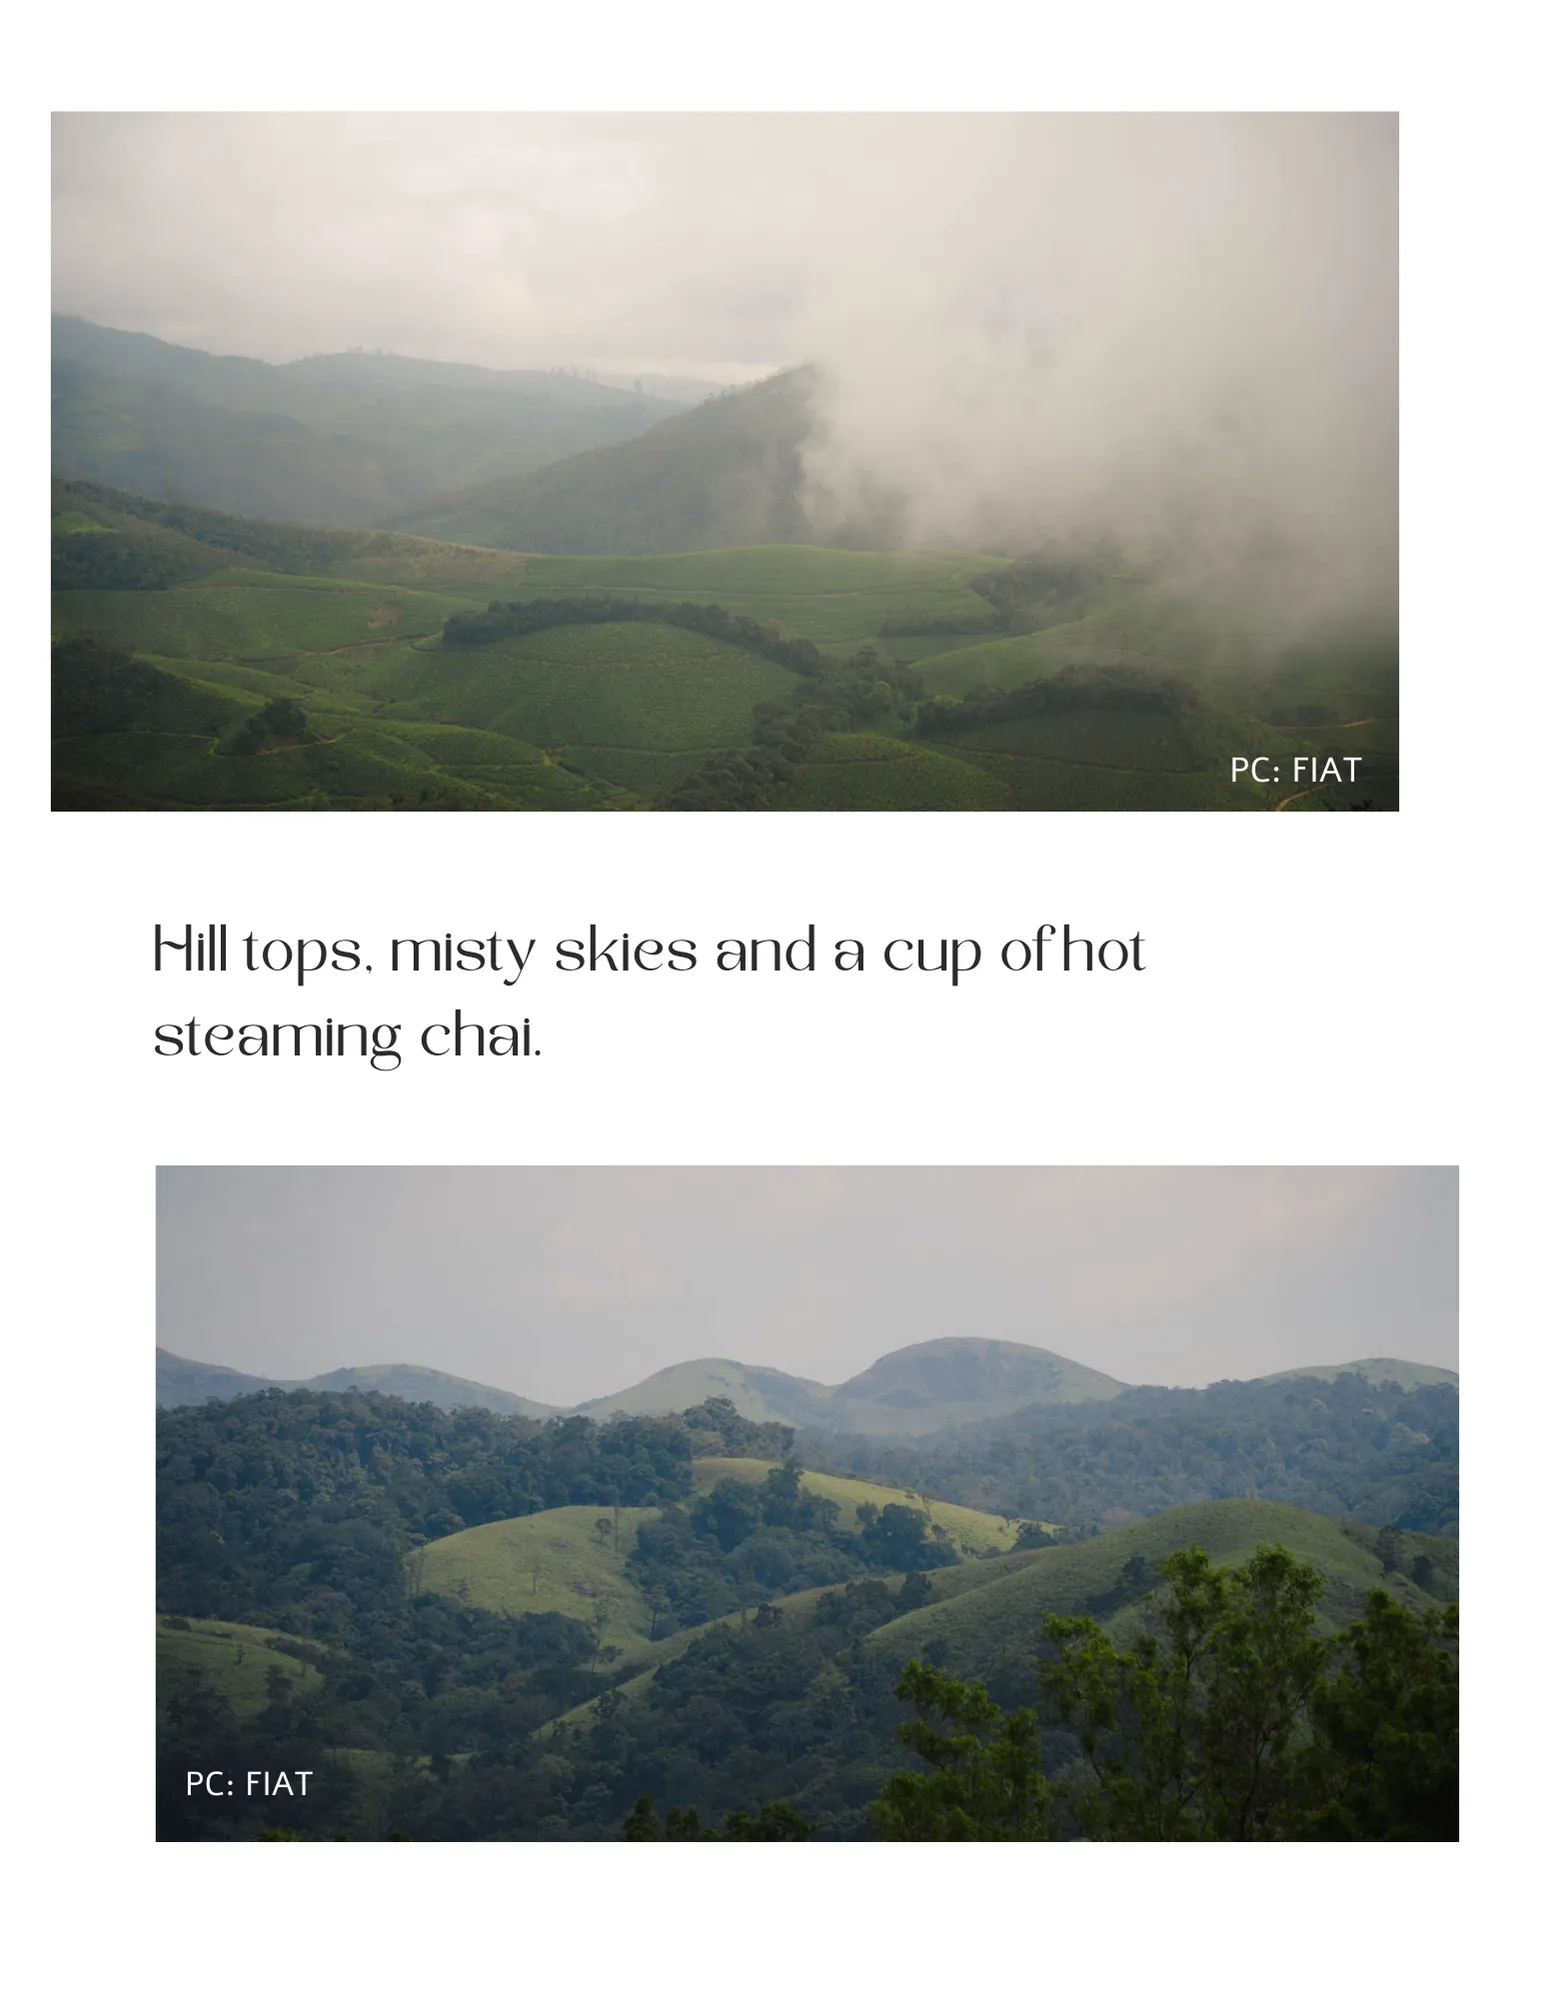 PC: FIAT
Hill tops, misty skies and a cup of hot
steaming chai.
PC: FIAT